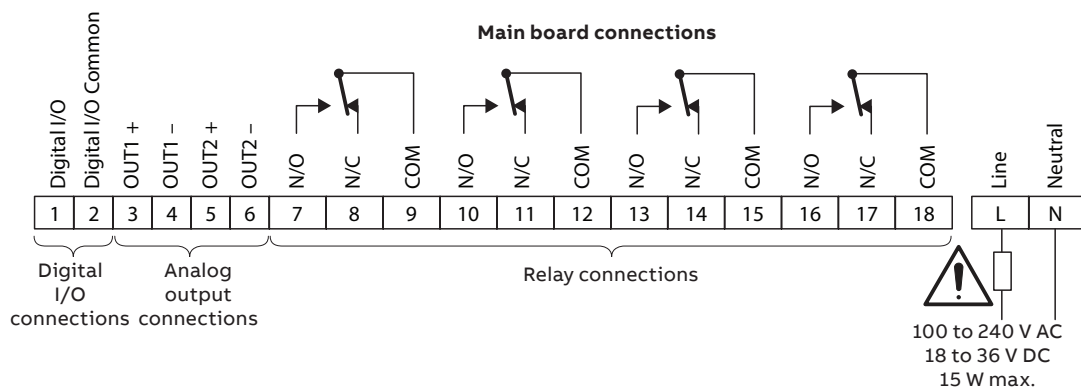 Main board connections
Digital I/O
Digital I/O Common
OUT1 +
OUT1 –
OUT2 +
OUT2–
N/O
N/C
COM
N/O
N/C
COM
N/O
N/C
COM
N/O
N/C
COM
Line
Neutral
1 2 3 4 5 6 7 8 9 10 11 12 13 14 15 16 17 18 L N
Digital
I/O
connections
Analog
output
connections
Relay connections
100 to 240 V AC
18 to 36 V DC
15 W max.